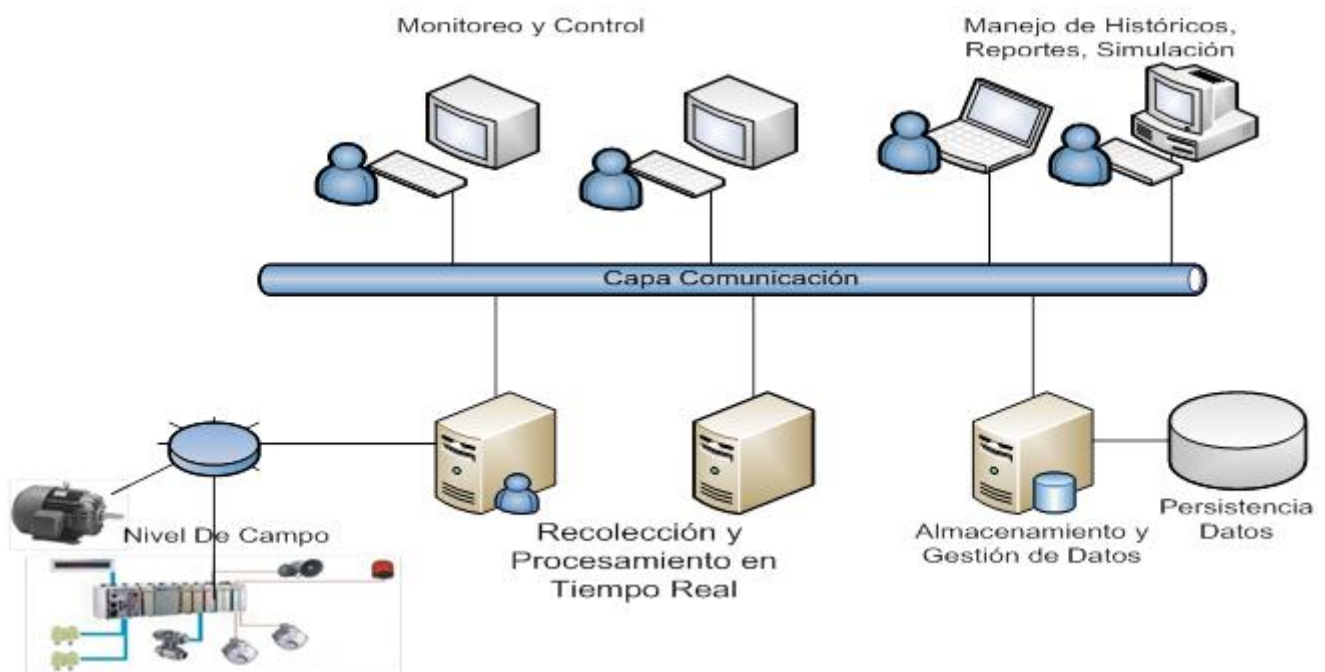 Monitoreo y Control
Manejo de Históricos,
Reportes, Simulación
Capa Comunicación
Nivel De Campo
Recolección y
Procesamiento en
Tiempo Real
Almacenamiento y
Gestión de Datos
Persistencia
Datos